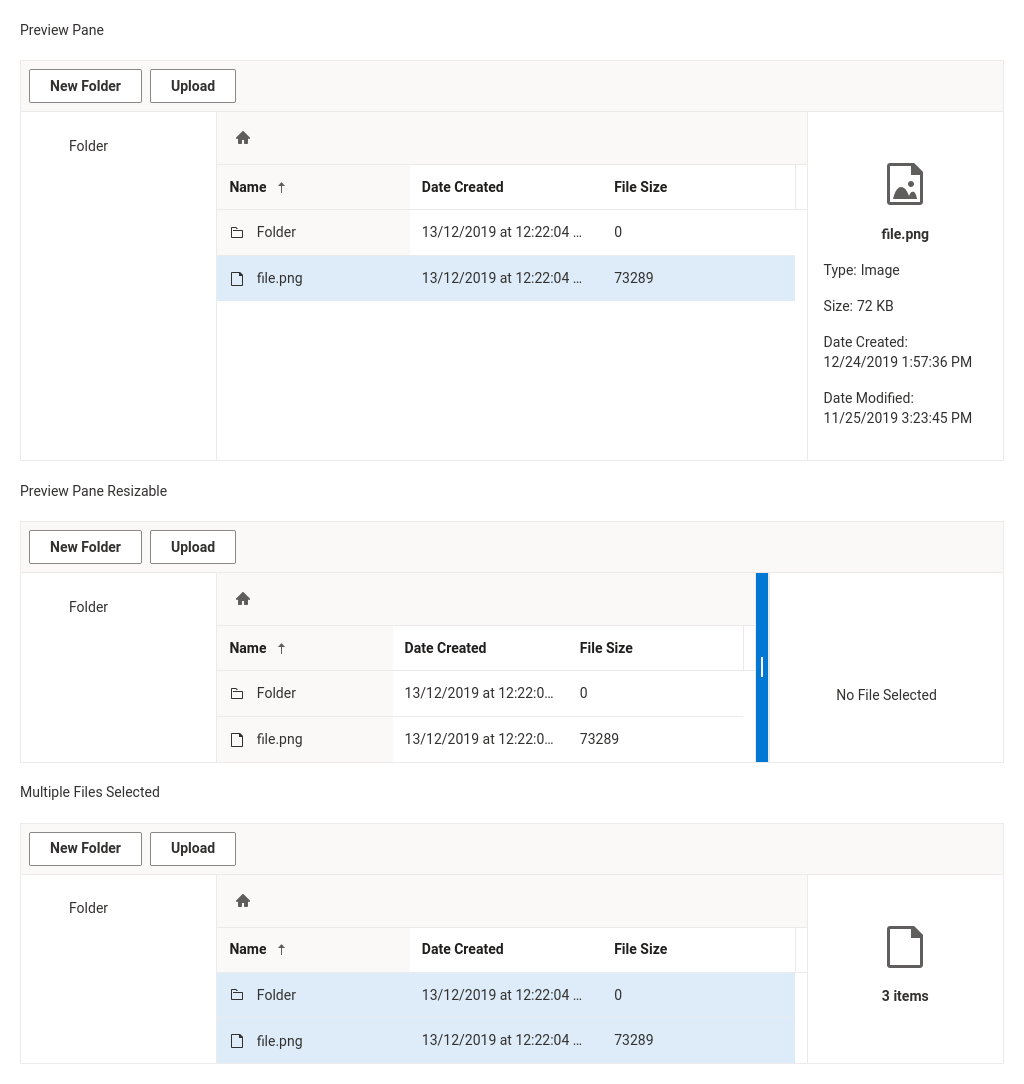 Preview Pane
New Folder Upload
Folder
Name ↑ Date Created File Size
Folder 13/12/2019 at 12:22:04 ... 0
file.png 13/12/2019 at 12:22:04 ... 73289
file.png
Type: Image
Size: 72 KB
Date Created:
12/24/2019 1:57:36 PM
Date Modified:
11/25/2019 3:23:45 PM
Preview Pane Resizable
New Folder Upload
Folder
Name ↑ Date Created File Size
Folder 13/12/2019 at 12:22:0... 0
file.png 13/12/2019 at 12:22:0... 73289
No File Selected
Multiple Files Selected
New Folder Upload
Folder
Name ↑ Date Created File Size
Folder 13/12/2019 at 12:22:04 ... 0
file.png 13/12/2019 at 12:22:04 ... 73289
3 items